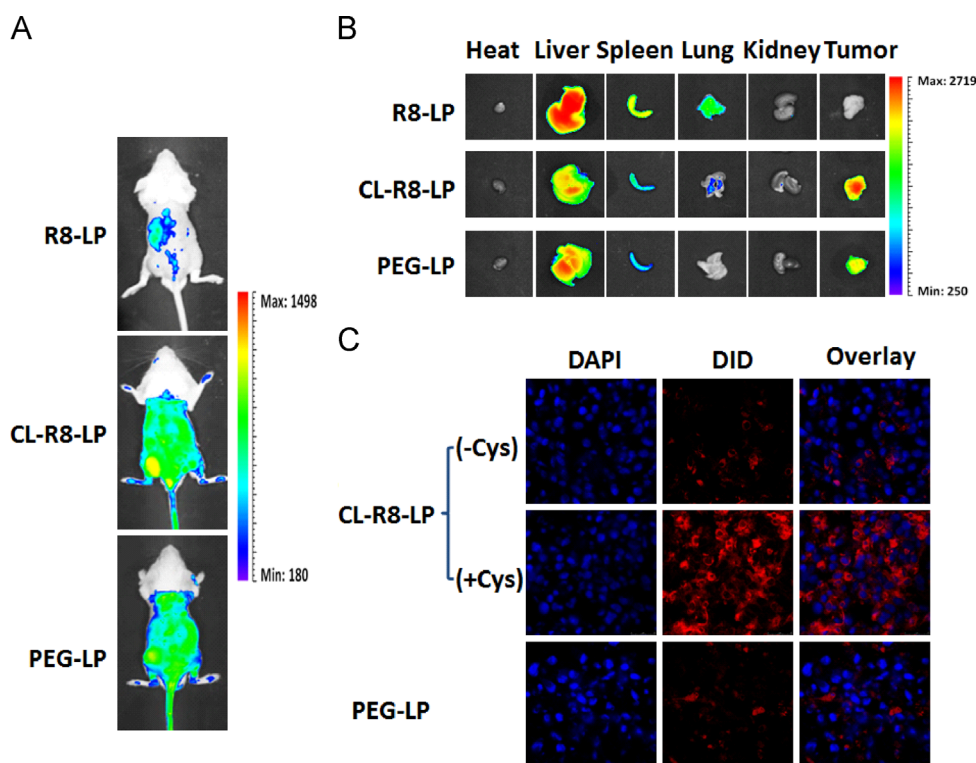 A
R8-LP
CL-R8-LP
PEG-LP
Max: 1498
Min: 180
B
Heat Liver Spleen Lung Kidney Tumor
R8-LP
CL-R8-LP
PEG-LP
Max: 2719
Min: 250
C
DAPI DID Overlay
CL-R8-LP
(-Cys)
(+Cys)
PEG-LP